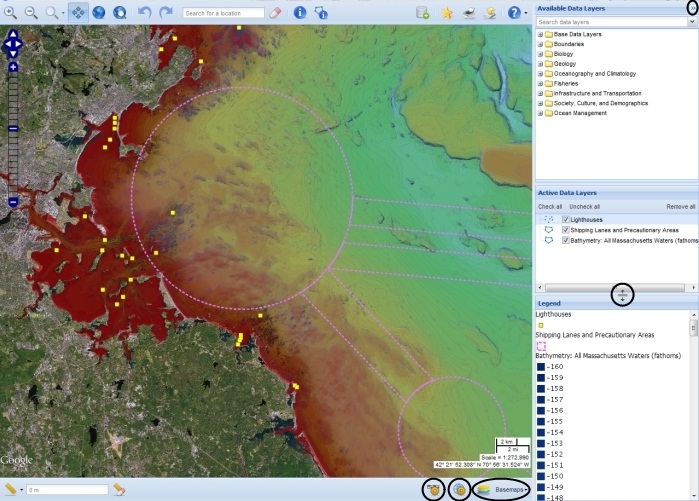 Search for a location
Available Data Layers
Search data layers
Base Data Layers
Boundaries
Biology
Geology
Oceanography and Climatology
Fisheries
Infrastructure and Transportation
Society, Culture, and Demographics
Ocean Management
Active Data Layers
Check all Uncheck all Remove all
Lighthouses
Shipping Lanes and Precautionary Areas
Bathymetry: All Massachusetts Waters (fathoms)
Legend
Lighthouses
Shipping Lanes and Precautionary Areas
Bathymetry: All Massachusetts Waters (fathoms)
-160
-159
-158
-157
-156
-155
-154
-153
-152
-151
-150
-149
-148
Google
2 km
2 mi
Scale = 1:272,990
42° 21' 52.308" N 70° 56' 31.524" W
0 m
Basemaps